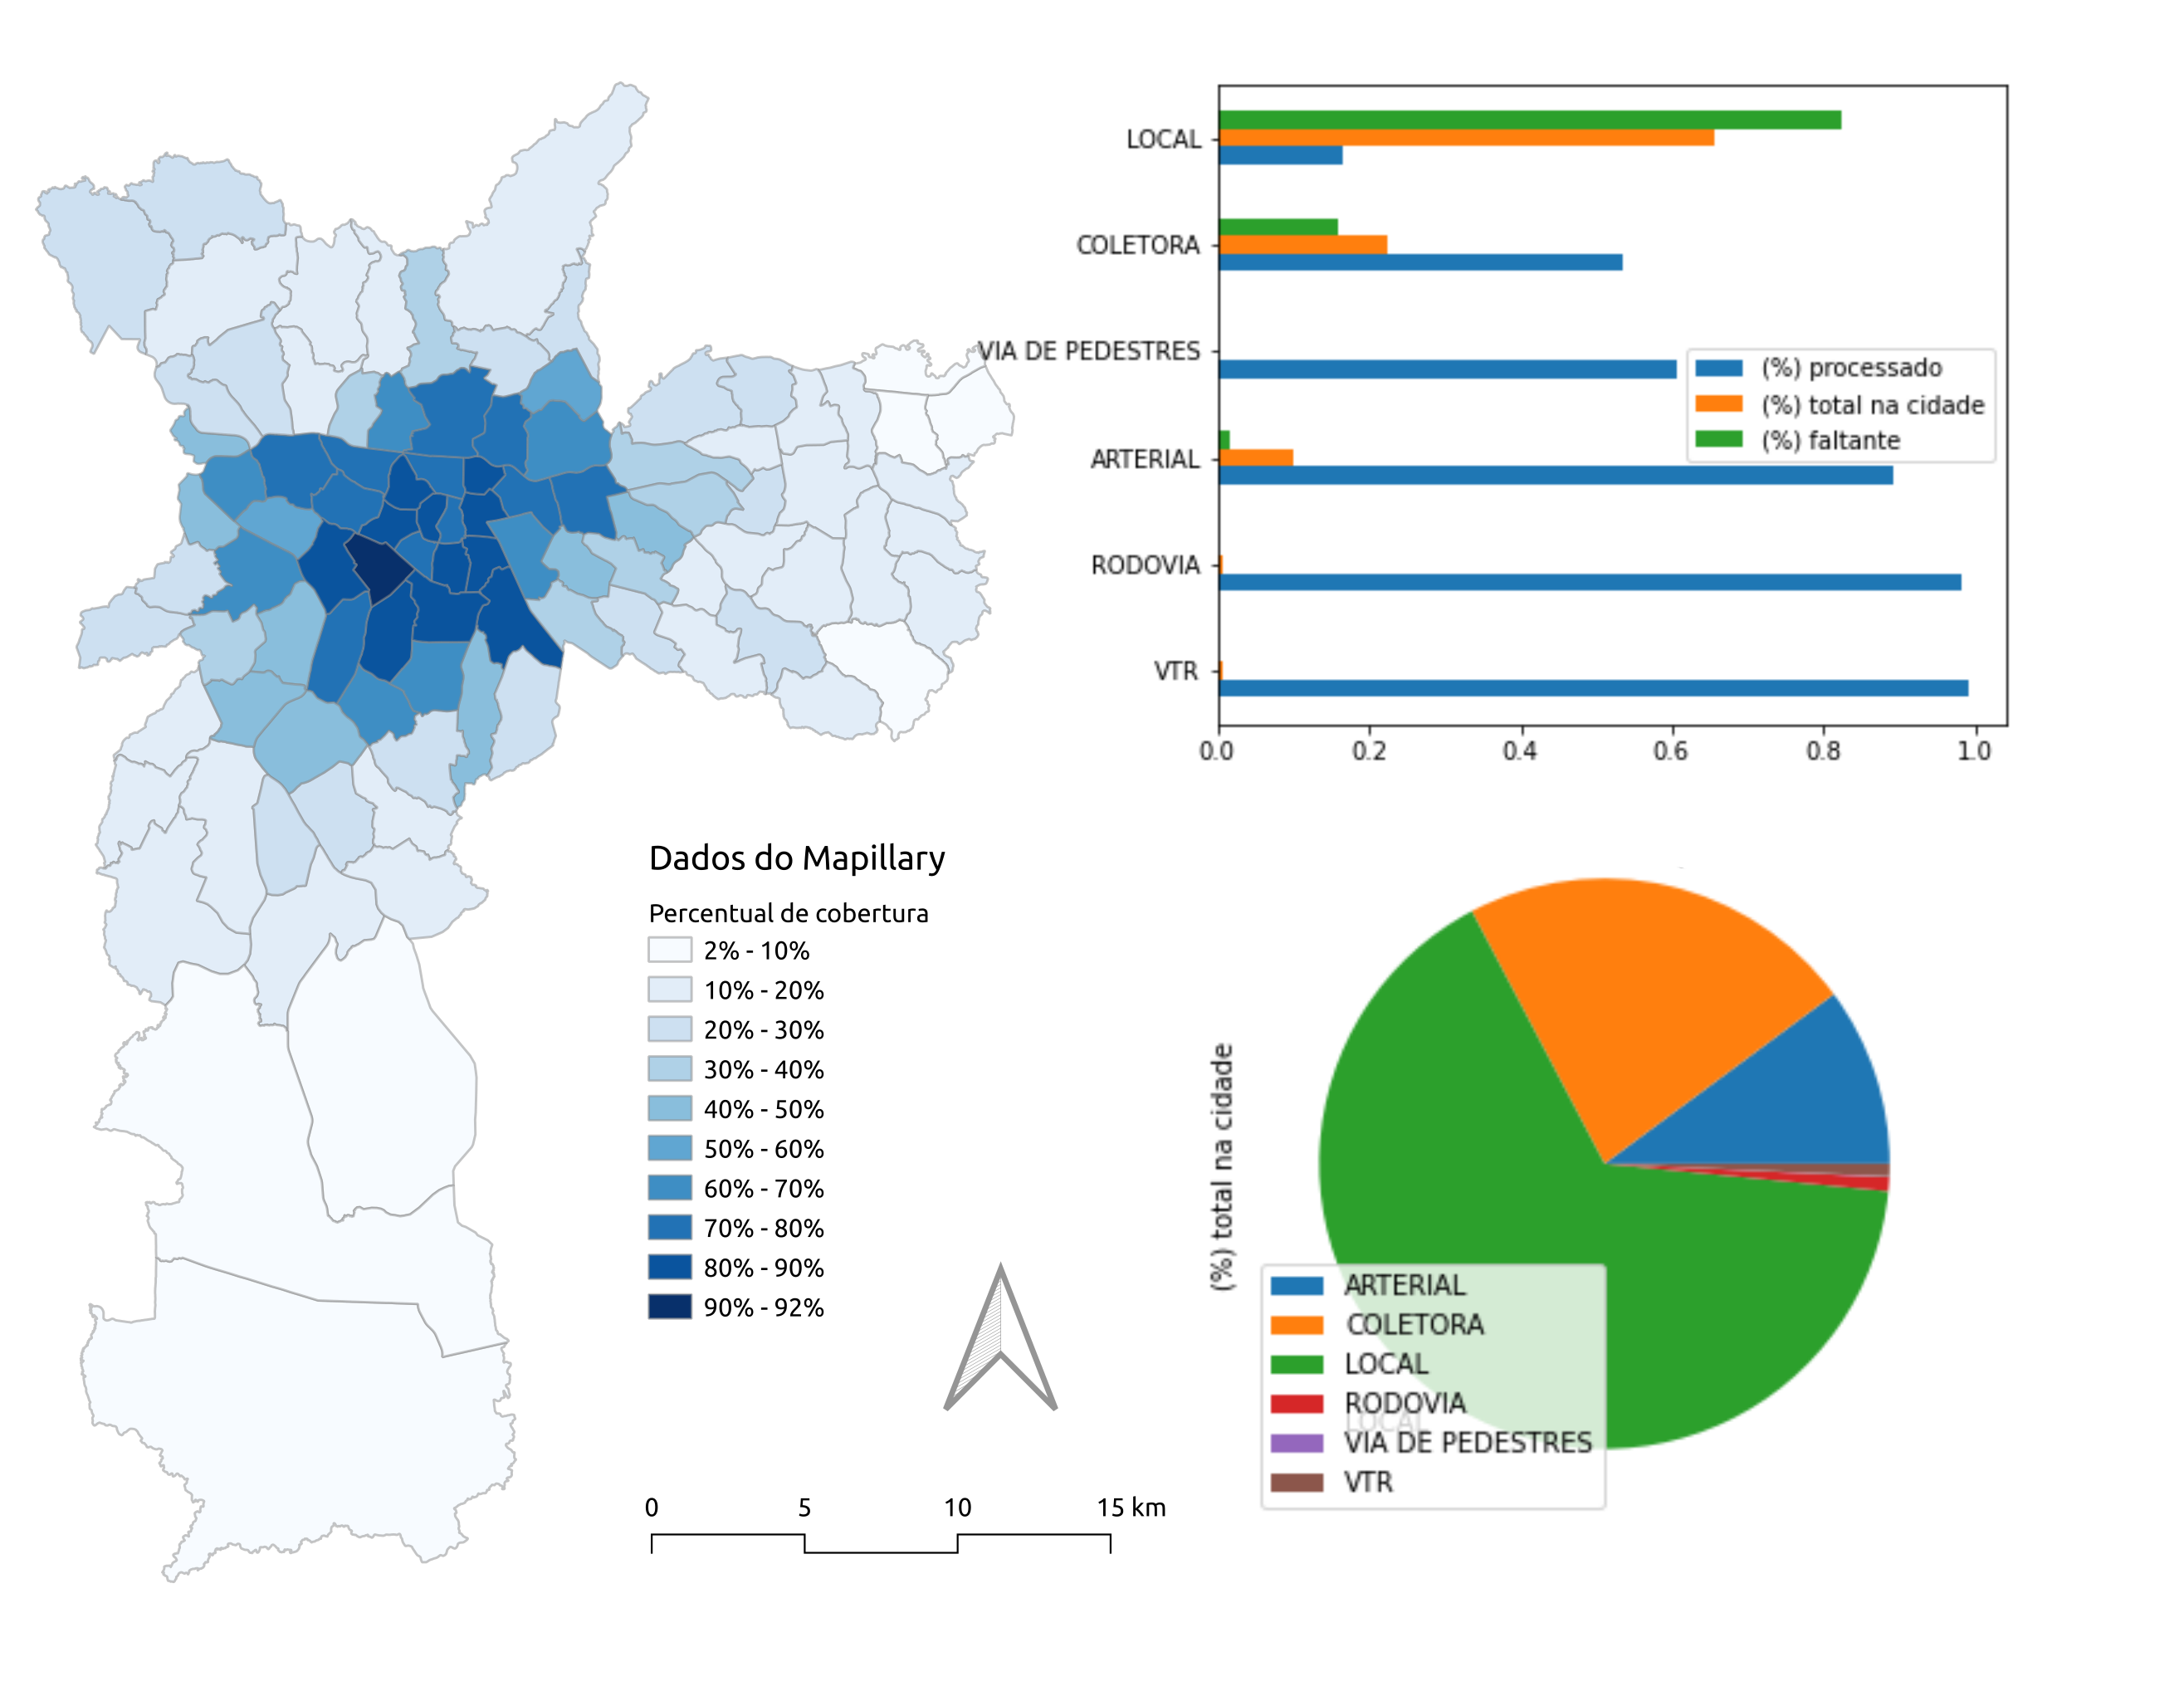 LOCAL
COLETORA
VIA DE PEDESTRES
ARTERIAL
RODOVIA
VTR
(%) processado
(%) total na cidade
(%) faltante
0.0 0.2 0.4 0.6 0.8 1.0
Dados do Mapillary
Percentual de cobertura
2% - 10%
10% - 20%
20% - 30%
30% - 40%
40% - 50%
50% - 60%
60% - 70%
70% - 80%
80% - 90%
90% - 92%
0 5 10 15 km
(%) total na cidade
ARTERIAL
COLETORA
LOCAL
RODOVIA
LOCAL
VIA DE PEDESTRES
VTR